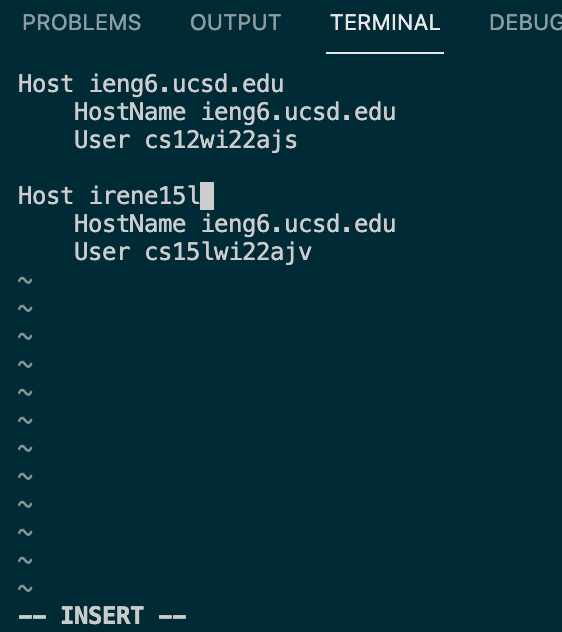 PROBLEMS OUTPUT TERMINAL DEBUG
Host ieng6.ucsd.edu
    HostName ieng6.ucsd.edu
    User cs12wi22ajs
Host irene15l
    HostName ieng6.ucsd.edu
    User cs15lwi22ajv
~
~
~
~
~
~
~
~
~
~
~
~
-- INSERT --